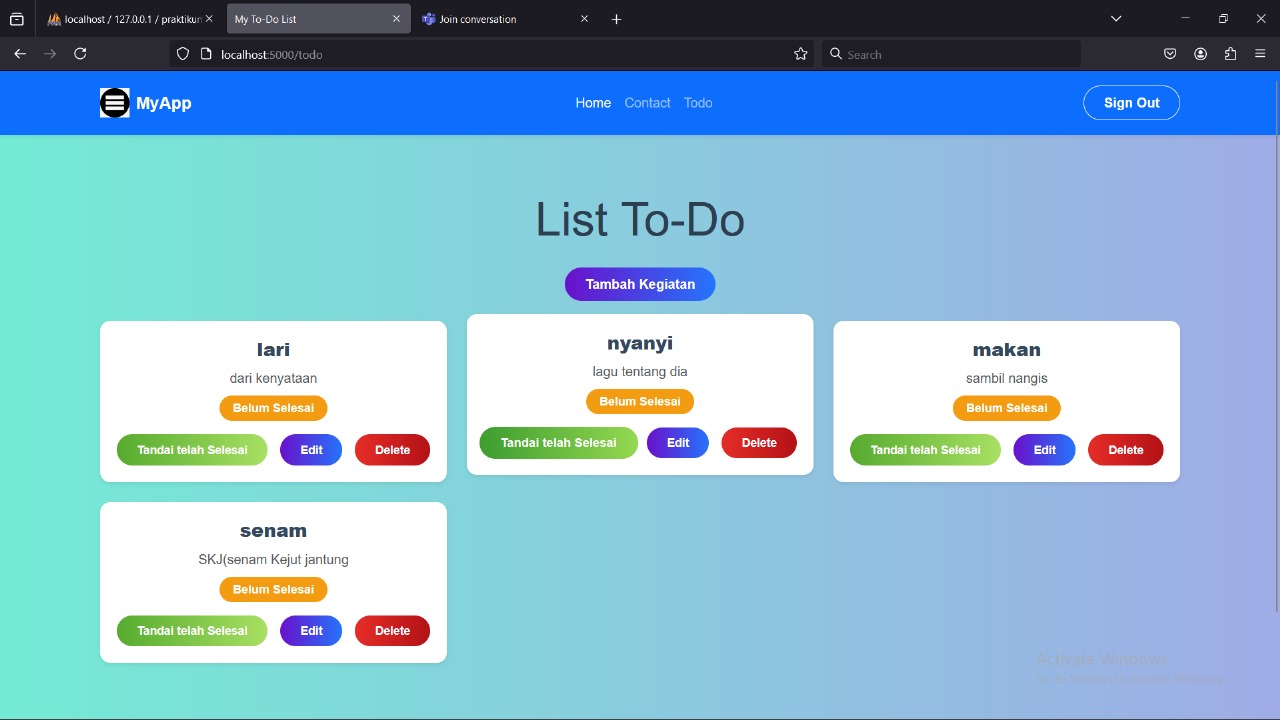 localhost / 127.0.0.1 / praktikun
My To-Do List
Join conversation
localhost:5000/todo
Search
MyApp
Home Contact Todo
Sign Out
List To-Do
Tambah Kegiatan
lari
dari kenyataan
Belum Selesai
Tandai telah Selesai Edit Delete
nyanyi
lagu tentang dia
Belum Selesai
Tandai telah Selesai Edit Delete
makan
sambil nangis
Belum Selesai
Tandai telah Selesai Edit Delete
senam
SKJ(senam Kejut jantung
Belum Selesai
Tandai telah Selesai Edit Delete
Activate Windows
Go to Settings to activate Windows.